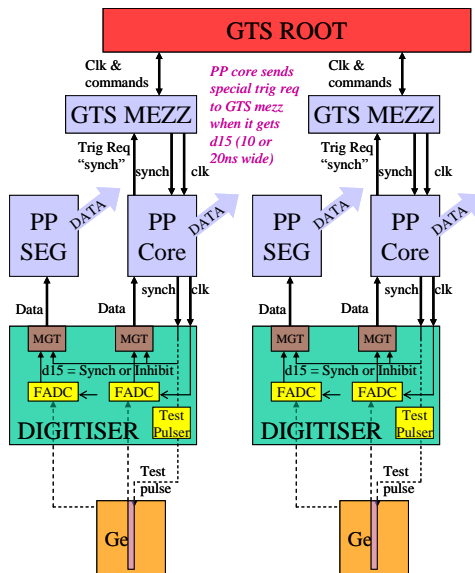 GTS ROOT
Clk &
commands
PP core sends
special trig req
to GTS mezz
when it gets
d15 (10 or
20ns wide)
Clk &
commands
GTS MEZZ
GTS MEZZ
Trig Req
“synch”
synch
clk
Trig Req
“synch”
synch
clk
PP
SEG
DATA
PP
Core
DATA
PP
SEG
DATA
PP
Core
DATA
Data
Data
synch
clk
Data
Data
synch
clk
MGT
MGT
MGT
MGT
d15 = Synch or Inhibit
d15 = Synch or Inhibit
FADC
FADC
FADC
FADC
DIGITISER
Test
Pulser
DIGITISER
Test
Pulser
Test
pulse
Test
pulse
Ge
Ge